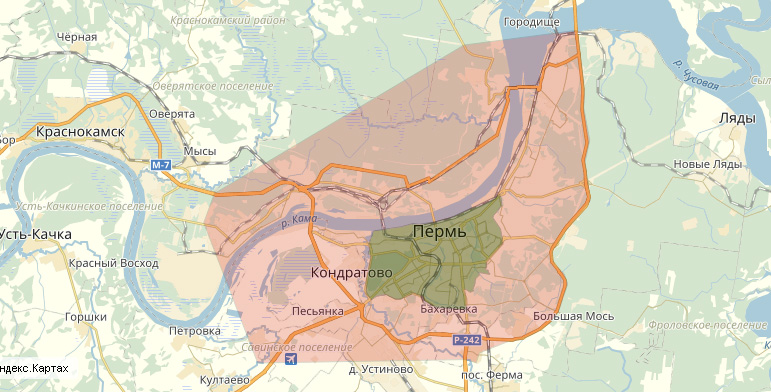 Краснокамский район
Городище
Чёрная
р. Чусовая
Оверятское поселение
Оверята
Ляды
Бор
Краснокамск
Мысы
М-7
Новые Ляды
Усть-Качкинское поселение
р. Кама
Усть-Качка
Пермь
Красный Восход
Кондратово
Песьянка
Бахаревка
Горшки
Большая Мось
Петровка
Фроловское поселение
Р-242
Савинское поселение
ндекс.Картах
д. Устиново
Култаево
пос. Ферма